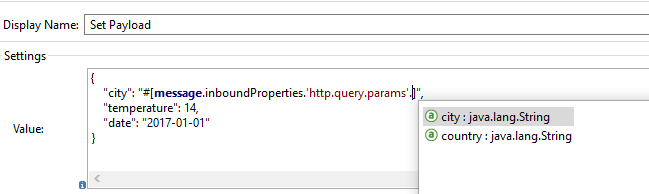 Display Name: Set Payload
Settings
Value:
{
"city": "#[message.inboundProperties.'http.query.params'.]",
"temperature": 14,
"date": "2017-01-01"
}
a city : java.lang.String
a country : java.lang.String